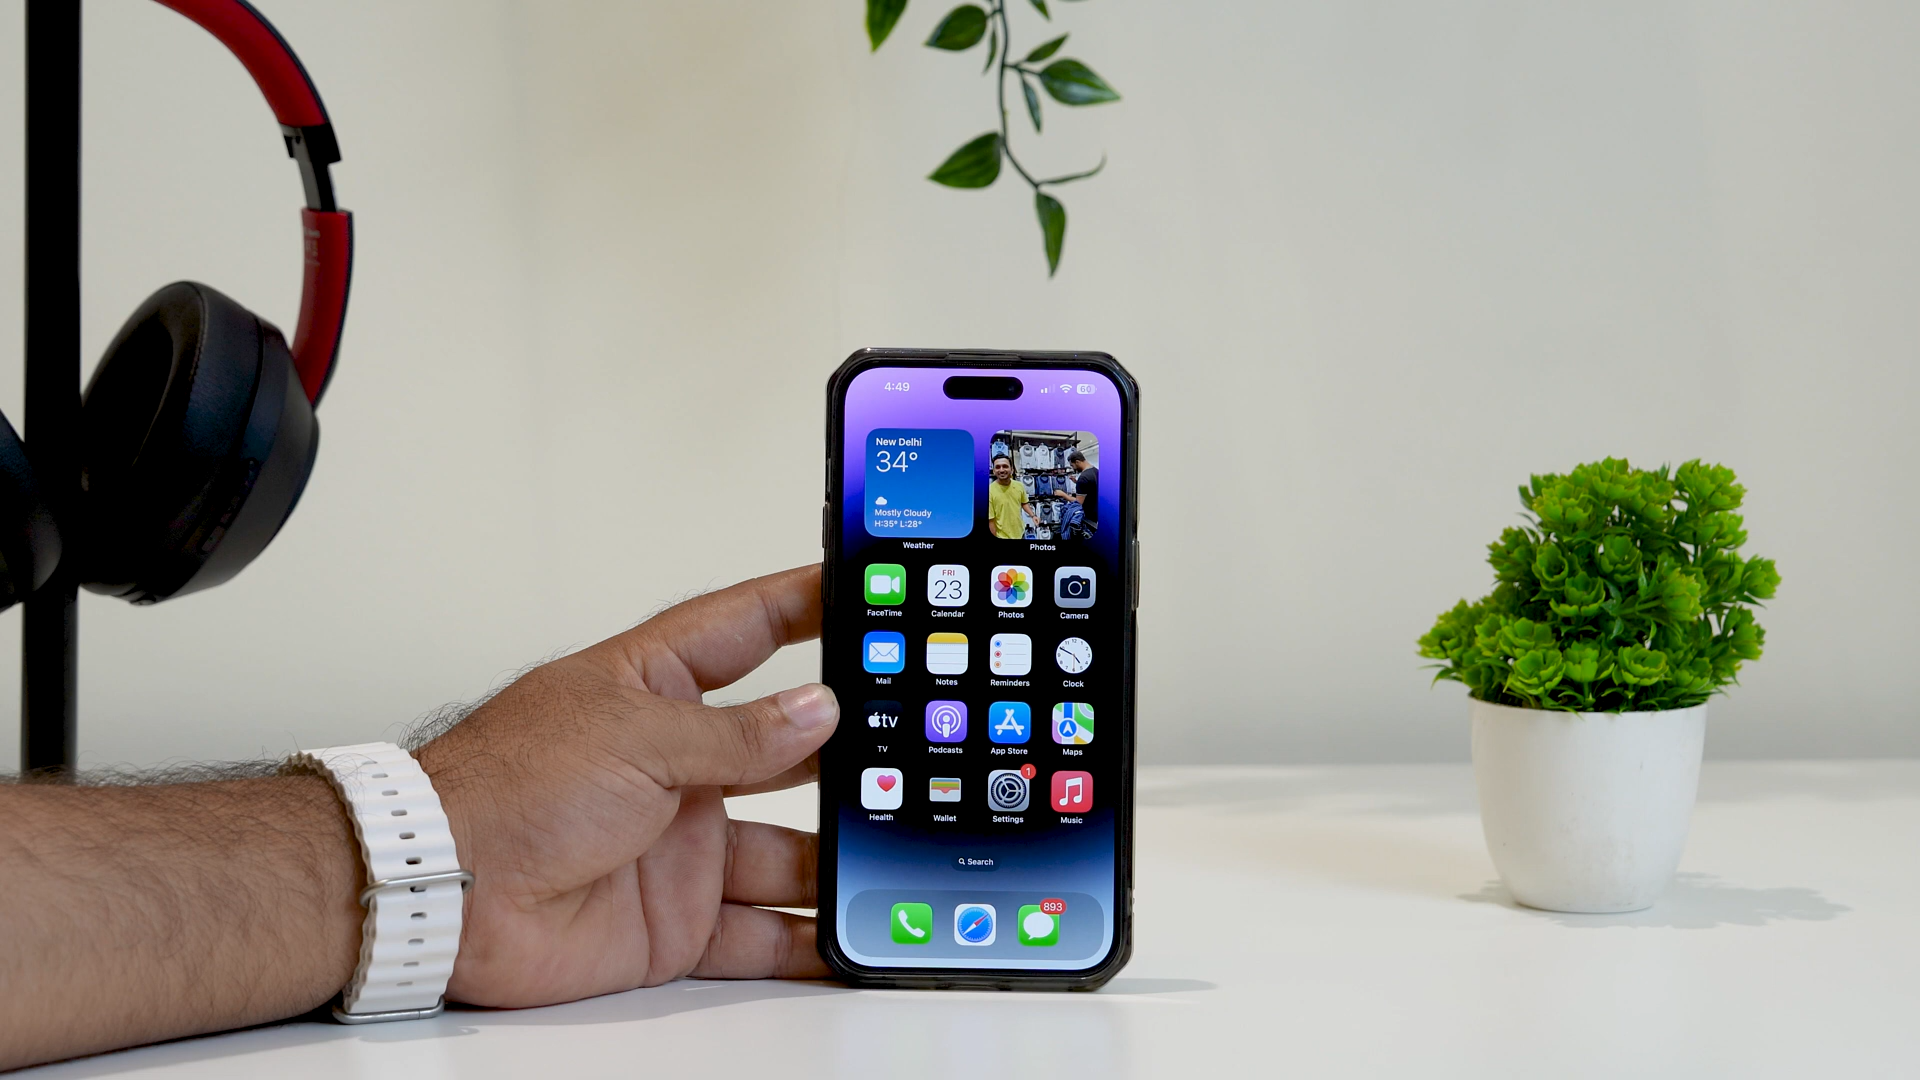 4:49
60
New Delhi
34°
Mostly Cloudy
H:35° L:28°
Weather
Photos
FaceTime
FRI
23
Calendar
Photos
Camera
Mail
Notes
Reminders
Clock
tv
TV
Podcasts
App Store
Maps
Health
Wallet
1
Settings
Music
Search
893